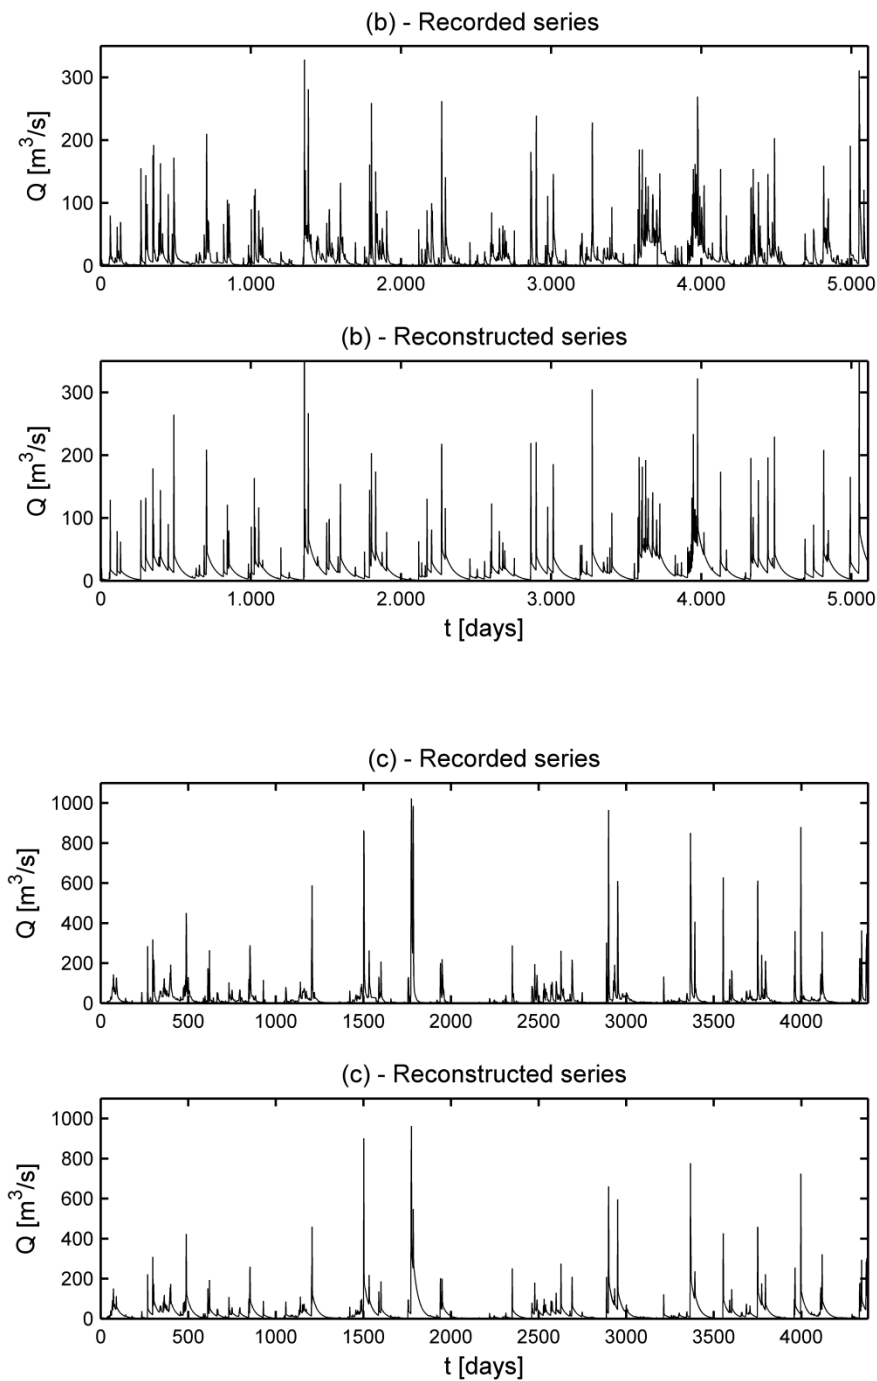 (b) - Recorded series
Q [m³/s]
300
200
100
0
0 1.000 2.000 3.000 4.000 5.000
(b) - Reconstructed series
Q [m³/s]
300
200
100
0
0 1.000 2.000 3.000 4.000 5.000
t [days]
(c) - Recorded series
Q [m³/s]
1000
800
600
400
200
0
0 500 1000 1500 2000 2500 3000 3500 4000
(c) - Reconstructed series
Q [m³/s]
1000
800
600
400
200
0
0 500 1000 1500 2000 2500 3000 3500 4000
t [days]